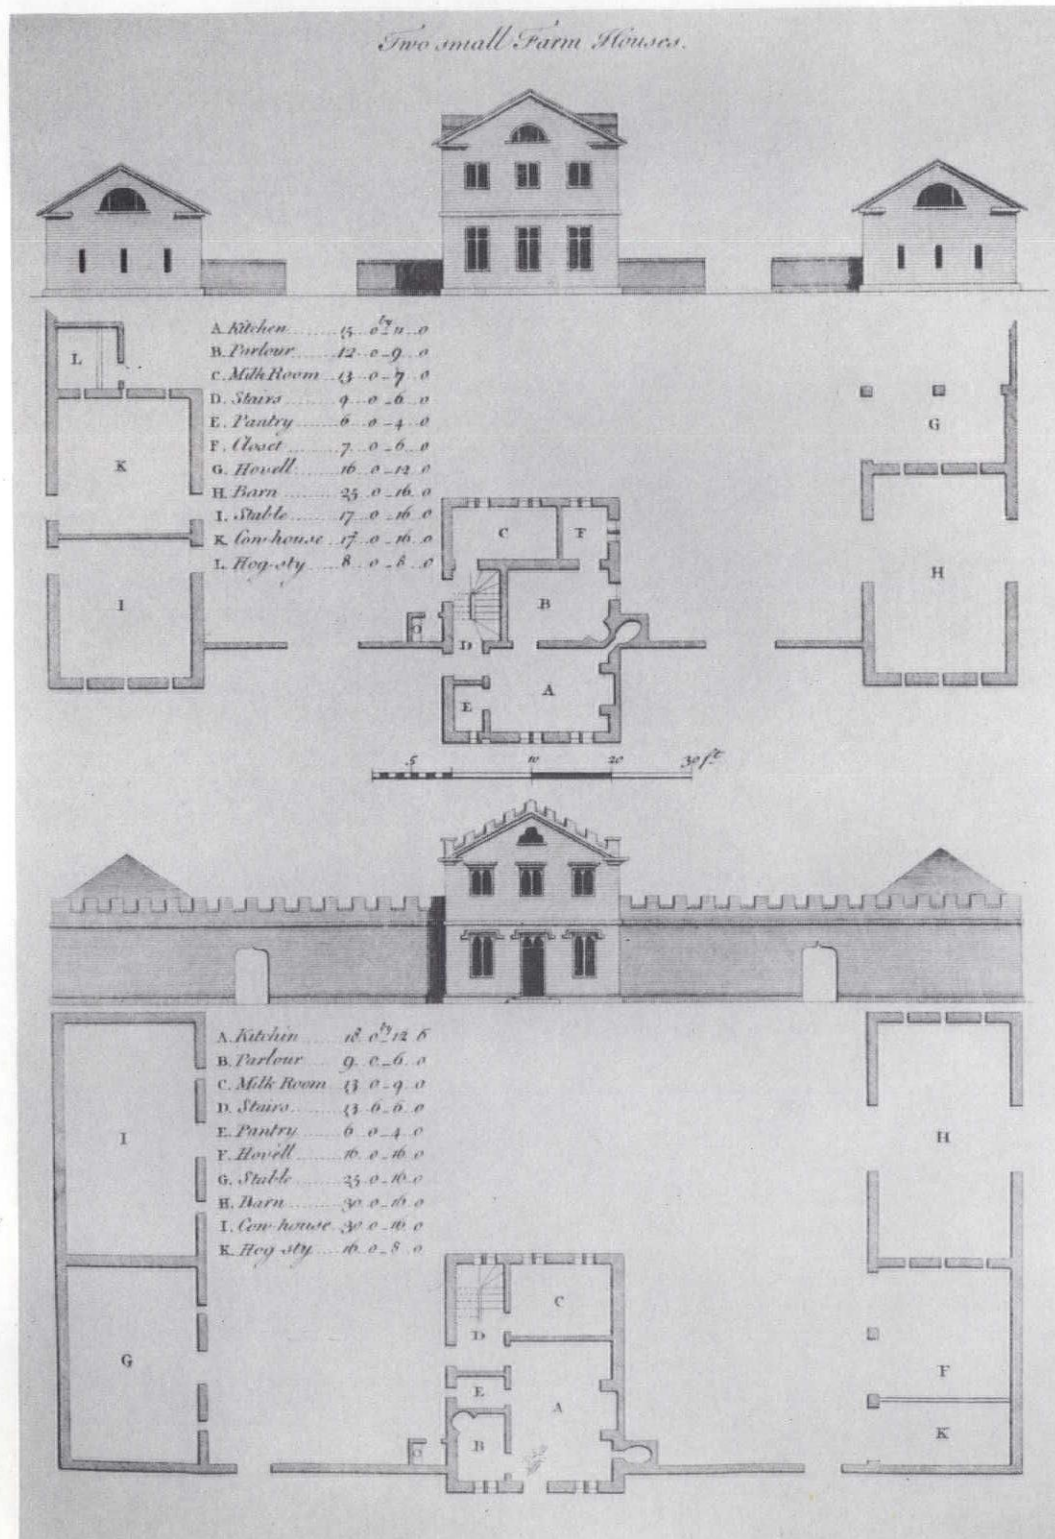 Two small Farm Houses.
A. Kitchen ...... 15 .. 0 by 11 .. 0
B. Parlour ...... 12 .. 0 - 9 .. 0
C. Milk Room ... 13 .. 0 - 7 .. 0
D. Stairs ...... 9 .. 0 - 6 .. 0
E. Pantry ...... 6 .. 0 - 4 .. 0
F. Closet ...... 7 .. 0 - 6 .. 0
G. Hovell ...... 16 .. 0 - 12 .. 0
H. Barn ...... 25 .. 0 - 16 .. 0
I. Stable ...... 17 .. 0 - 16 .. 0
K. Cow-house .. 17 .. 0 - 16 .. 0
L. Hog-sty ..... 8 .. 0 - 8 .. 0
L
K
I
C
F
B
D
A
E
G
H
5 10 20 30 ft
A. Kitchin ...... 18 .. 0 by 12 .. 6
B. Parlour ...... 9 .. 0 - 6 .. 0
C. Milk Room ... 13 .. 0 - 9 .. 0
D. Stairs ...... 13 .. 6 - 6 .. 0
E. Pantry ...... 6 .. 0 - 4 .. 0
F. Hovell ...... 16 .. 0 - 16 .. 0
G. Stable ...... 25 .. 0 - 16 .. 0
H. Barn ...... 30 .. 0 - 16 .. 0
I. Cow-house .. 30 .. 0 - 16 .. 0
K. Hog-sty ..... 16 .. 0 - 8 .. 0
I
G
C
D
E
A
B
H
F
K